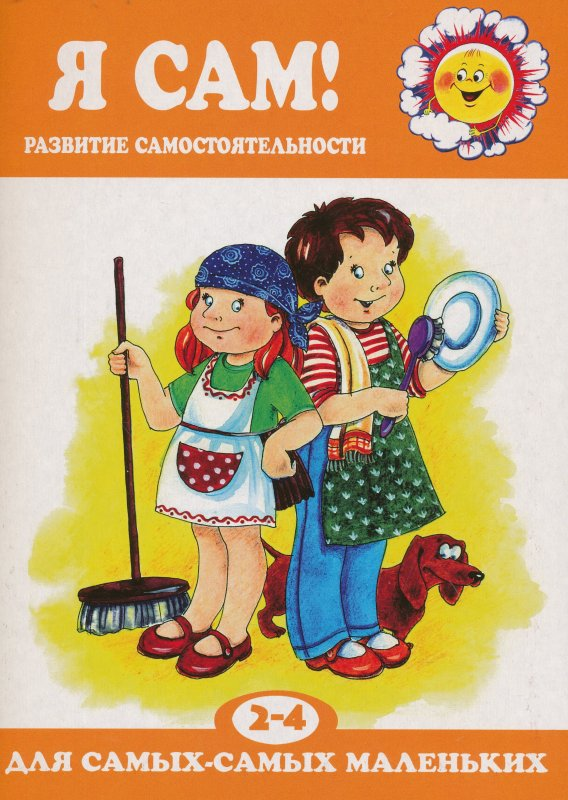 Я САМ!
РАЗВИТИЕ САМОСТОЯТЕЛЬНОСТИ
2-4
ДЛЯ САМЫХ-САМЫХ МАЛЕНЬКИХ